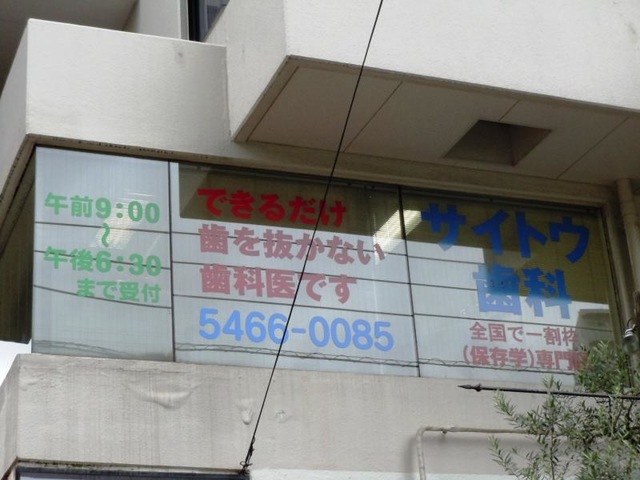 午前9:00
〜
午後6:30
まで受付
できるだけ
歯を抜かない
歯科医です
5466-0085
サイトウ
歯科
全国で一割
(保存学)専門